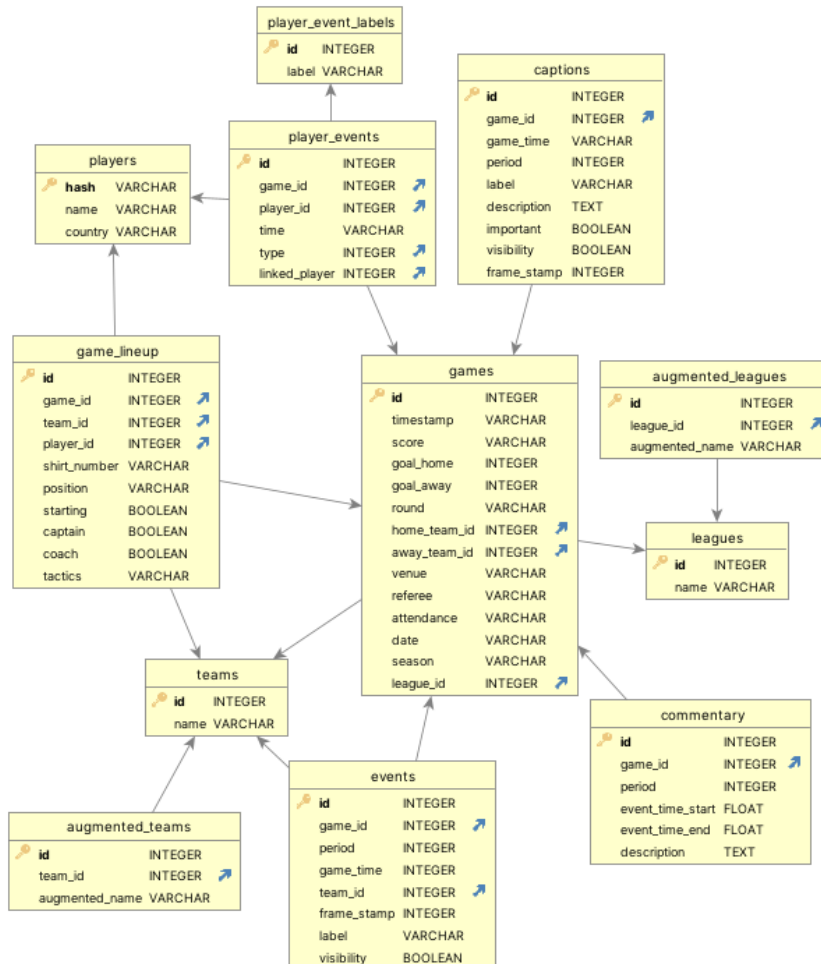 player_event_labels
id INTEGER
label VARCHAR
captions
id INTEGER
game_id INTEGER
game_time VARCHAR
period INTEGER
label VARCHAR
description TEXT
important BOOLEAN
visibility BOOLEAN
frame_stamp INTEGER
player_events
id INTEGER
game_id INTEGER
player_id INTEGER
time VARCHAR
type INTEGER
linked_player INTEGER
players
hash VARCHAR
name VARCHAR
country VARCHAR
game_lineup
id INTEGER
game_id INTEGER
team_id INTEGER
player_id INTEGER
shirt_number VARCHAR
position VARCHAR
starting BOOLEAN
captain BOOLEAN
coach BOOLEAN
tactics VARCHAR
games
id INTEGER
timestamp VARCHAR
score VARCHAR
goal_home INTEGER
goal_away INTEGER
round VARCHAR
home_team_id INTEGER
away_team_id INTEGER
venue VARCHAR
referee VARCHAR
attendance VARCHAR
date VARCHAR
season VARCHAR
league_id INTEGER
augmented_leagues
id INTEGER
league_id INTEGER
augmented_name VARCHAR
leagues
id INTEGER
name VARCHAR
teams
id INTEGER
name VARCHAR
commentary
id INTEGER
game_id INTEGER
period INTEGER
event_time_start FLOAT
event_time_end FLOAT
description TEXT
augmented_teams
id INTEGER
team_id INTEGER
augmented_name VARCHAR
events
id INTEGER
game_id INTEGER
period INTEGER
game_time INTEGER
team_id INTEGER
frame_stamp INTEGER
label VARCHAR
visibility BOOLEAN